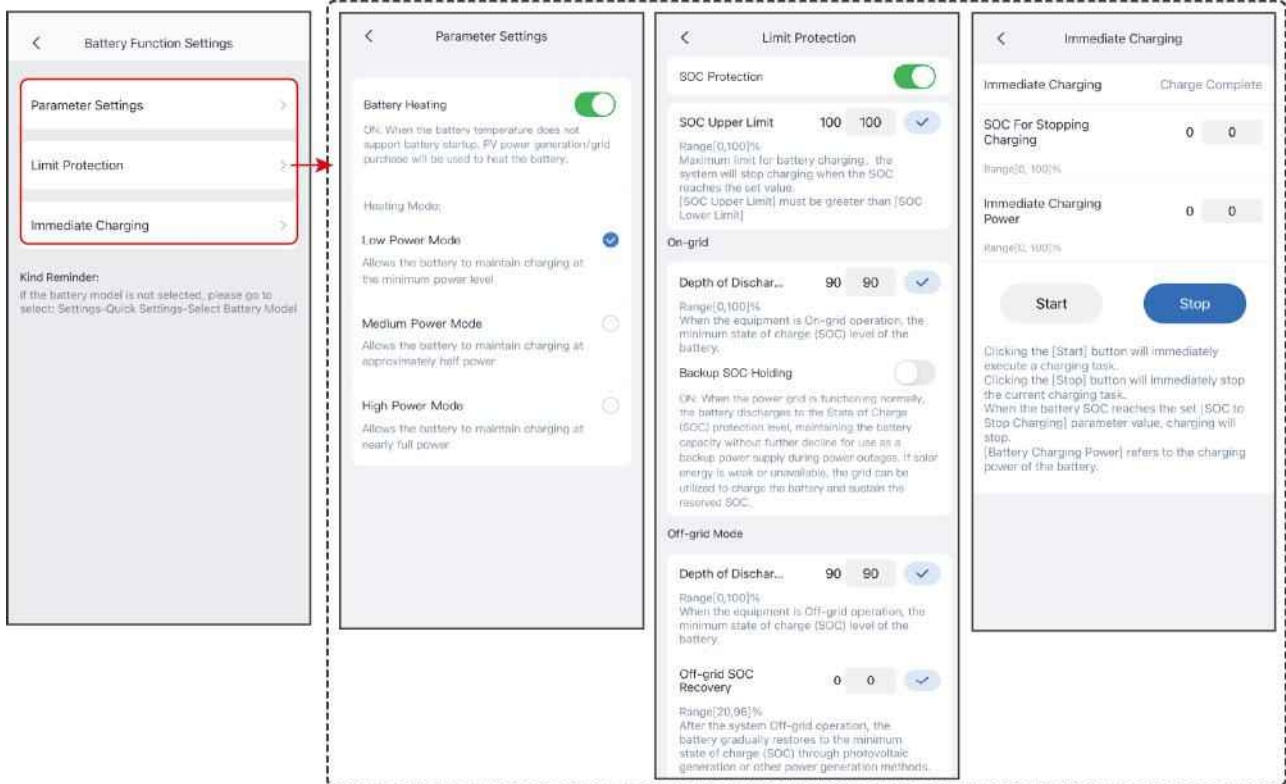 Battery Function Settings
Parameter Settings
Limit Protection
Immediate Charging
Kind Reminder:
If the battery model is not selected, please go to
select: Settings-Quick Settings-Select Battery Model
Parameter Settings
Battery Heating
ON: When the battery temperature does not
support battery startup, PV power generation/grid
purchase will be used to heat the battery.
Heating Mode:
Low Power Mode
Allows the battery to maintain charging at
the minimum power level
Medium Power Mode
Allows the battery to maintain charging at
approximately half power
High Power Mode
Allows the battery to maintain charging at
nearly full power
Limit Protection
SOC Protection
SOC Upper Limit 100 100
Range[0,100]%
Maximum limit for battery charging, the
system will stop charging when the SOC
reaches the set value.
[SOC Upper Limit] must be greater than [SOC
Lower Limit]
On-grid
Depth of Dischar... 90 90
Range[0,100]%
When the equipment is On-grid operation, the
minimum state of charge (SOC) level of the
battery.
Backup SOC Holding
ON: When the power grid is functioning normally,
the battery discharges to the State of Charge
(SOC) protection level, maintaining the battery
capacity without further decline for use as a
backup power supply during power outages. If solar
energy is weak or unavailable, the grid can be
utilized to charge the battery and sustain the
reserved SOC.
Off-grid Mode
Depth of Dischar... 90 90
Range[0,100]%
When the equipment is Off-grid operation, the
minimum state of charge (SOC) level of the
battery.
Off-grid SOC
Recovery 0 0
Range[20,96]%
After the system Off-grid operation, the
battery gradually restores to the minimum
state of charge (SOC) through photovoltaic
generation or other power generation methods.
Immediate Charging
Immediate Charging Charge Complete
SOC For Stopping
Charging 0 0
Range[0, 100]%
Immediate Charging
Power 0 0
Range[0, 100]%
Start Stop
Clicking the [Start] button will immediately
execute a charging task.
Clicking the [Stop] button will immediately stop
the current charging task.
When the battery SOC reaches the set [SOC to
Stop Charging] parameter value, charging will
stop.
[Battery Charging Power] refers to the charging
power of the battery.